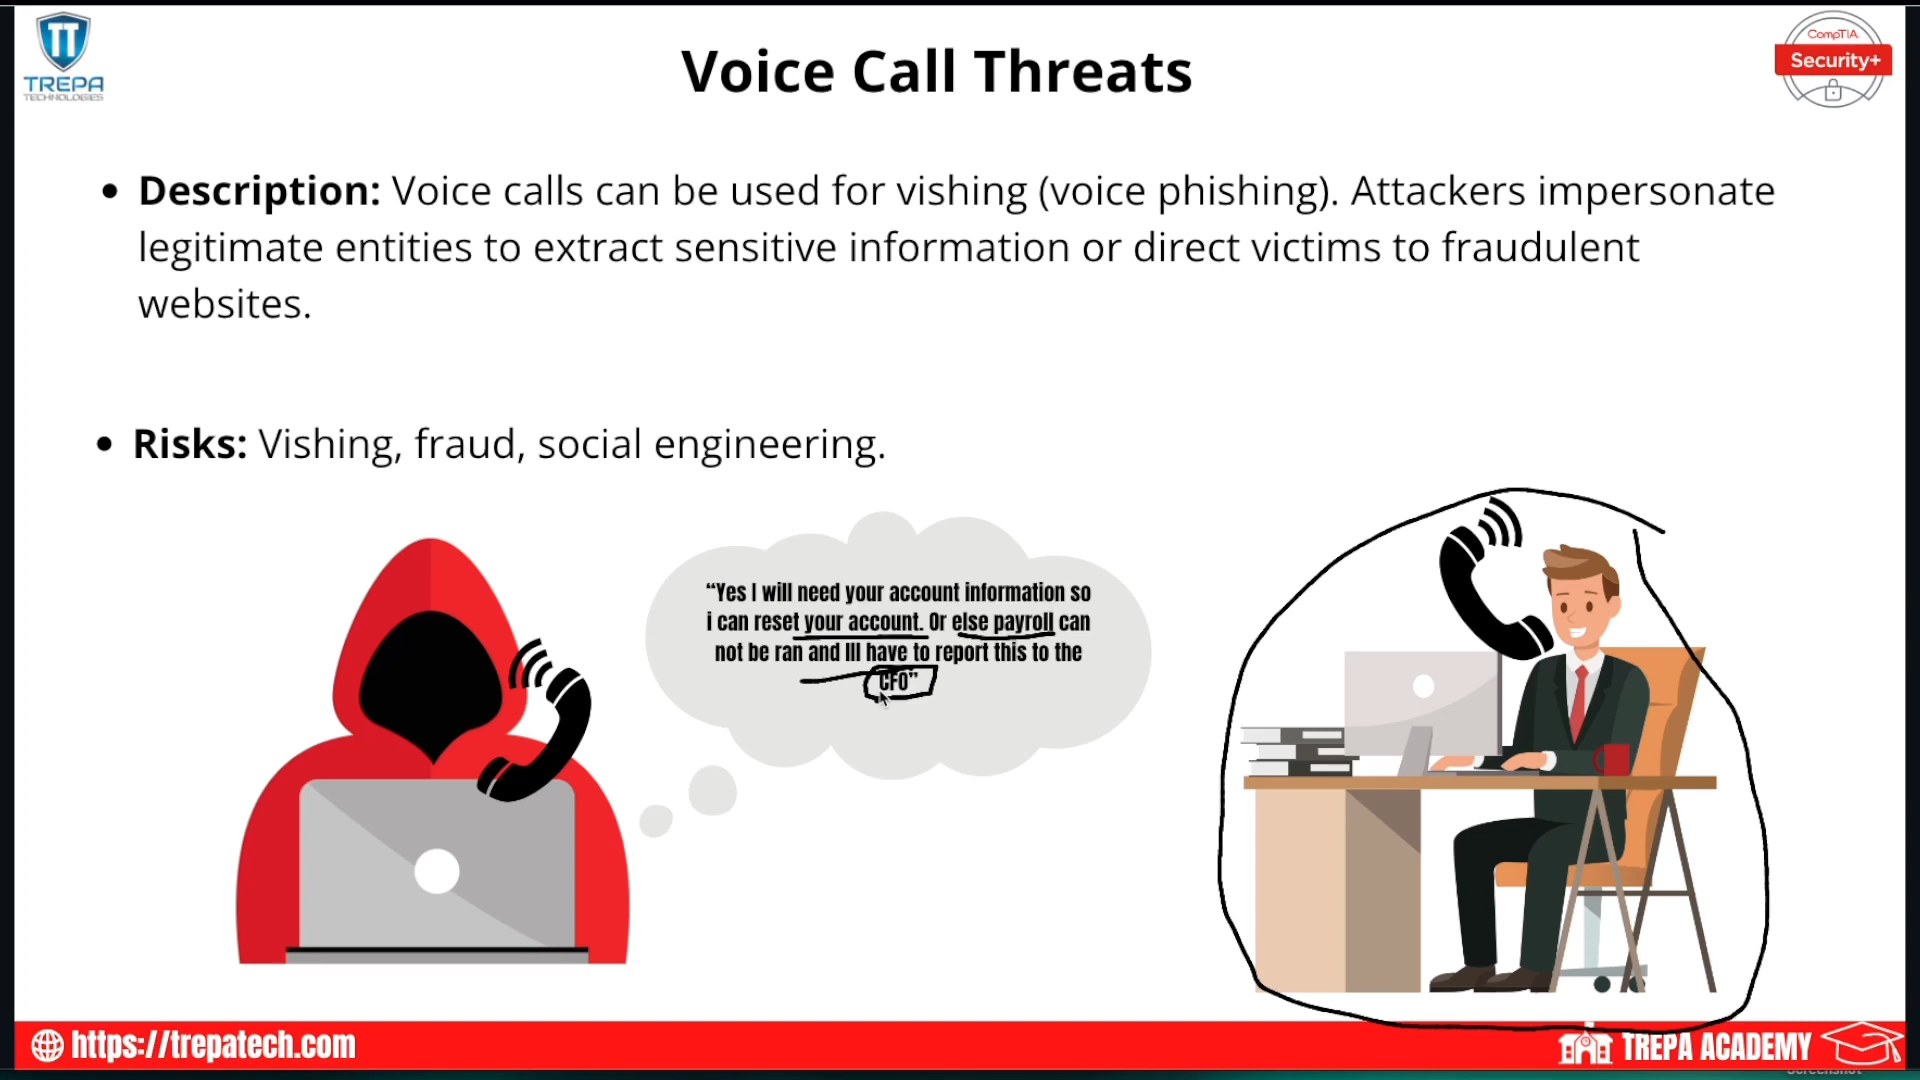 TREPA
TECHNOLOGIES
Voice Call Threats
CompTIA.
Security+
• Description: Voice calls can be used for vishing (voice phishing). Attackers impersonate
legitimate entities to extract sensitive information or direct victims to fraudulent
websites.
• Risks: Vishing, fraud, social engineering.
“Yes I will need your account information so
i can reset your account. Or else payroll can
not be ran and Ill have to report this to the
CFO”
https://trepatech.com
TREPA ACADEMY
Screenshot